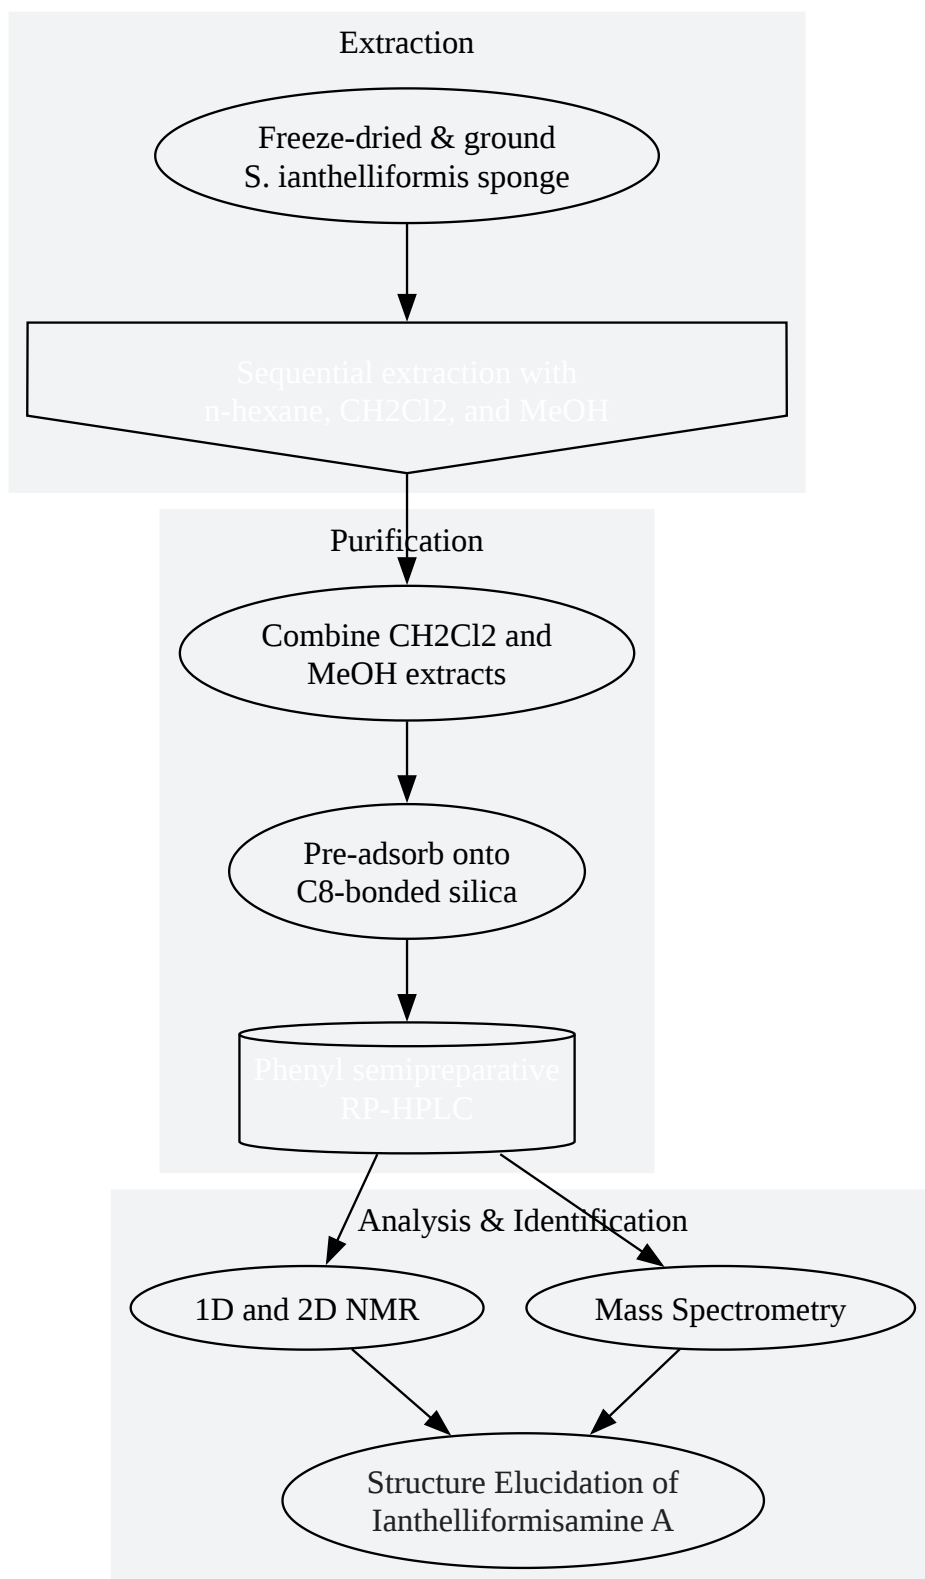 Extraction
Freeze-dried & ground
S. ianthelliformis sponge
Sequential extraction with
n-hexane, CH2Cl2, and MeOH
Purification
Combine CH2Cl2 and
MeOH extracts
Pre-adsorb onto
C8-bonded silica
Phenyl semipreparative
RP-HPLC
Analysis & Identification
1D and 2D NMR
Mass Spectrometry
Structure Elucidation of
Ianthelliformisamine A